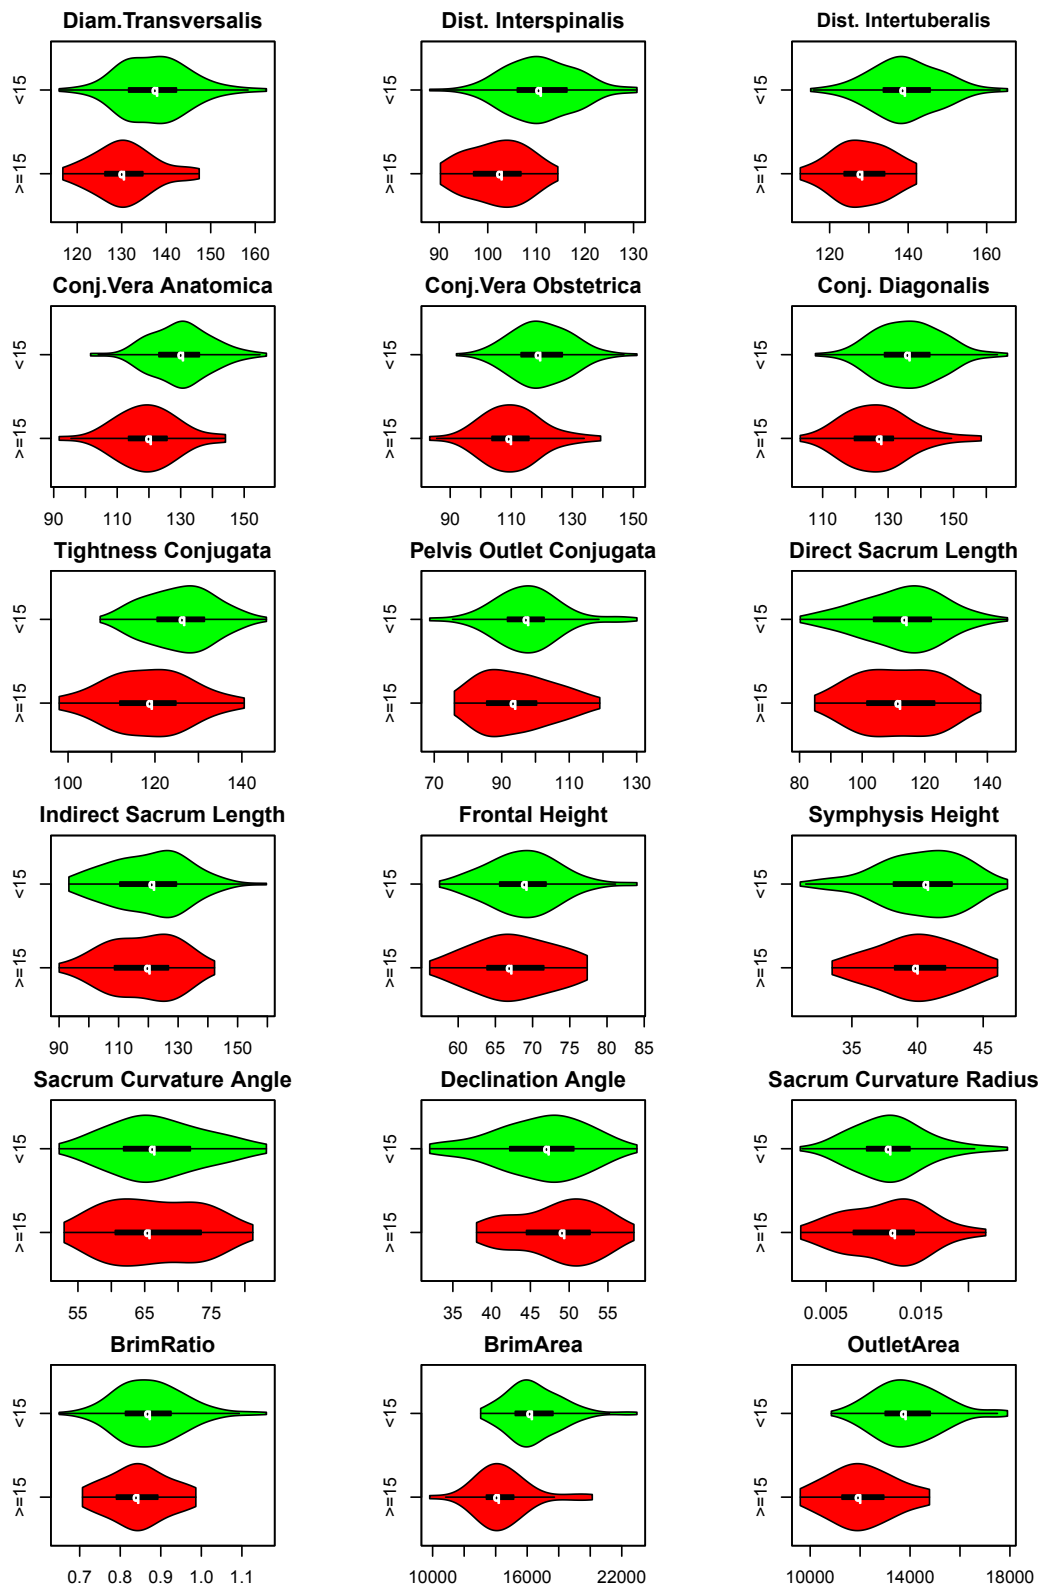 Diam.Transversalis Dist. Interspinalis Dist. Intertuberalis
<15 <15 <15
>=15 >=15 >=15
120 130 140 150 160 90 100 110 120 130 120 140 160
Conj.Vera Anatomica Conj.Vera Obstetrica Conj. Diagonalis
<15 <15 <15
>=15 >=15 >=15
90 110 130 150 90 110 130 150 110 130 150
Tightness Conjugata Pelvis Outlet Conjugata Direct Sacrum Length
<15 <15 <15
>=15 >=15 >=15
100 120 140 70 90 110 130 80 100 120 140
Indirect Sacrum Length Frontal Height Symphysis Height
<15 <15 <15
>=15 >=15 >=15
90 110 130 150 60 65 70 75 80 85 35 40 45
Sacrum Curvature Angle Declination Angle Sacrum Curvature Radius
<15 <15 <15
>=15 >=15 >=15
55 65 75 35 40 45 50 55 0.005 0.015
BrimRatio BrimArea OutletArea
<15 <15 <15
>=15 >=15 >=15
0.7 0.8 0.9 1.0 1.1 10000 16000 22000 10000 14000 18000